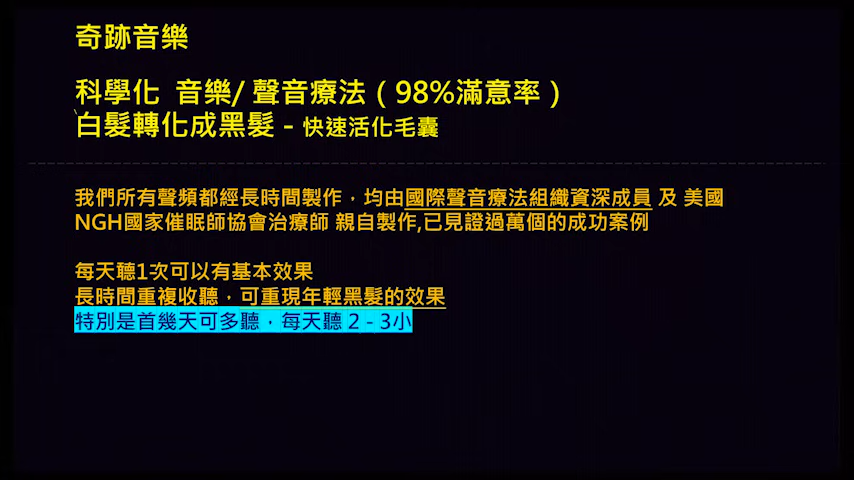 奇跡音樂
科學化 音樂/ 聲音療法（98%滿意率）
白髮轉化成黑髮 - 快速活化毛囊
我們所有聲頻都經長時間製作，均由國際聲音療法組織資深成員 及 美國
NGH國家催眠師協會治療師 親自製作,已見證過萬個的成功案例
每天聽1次可以有基本效果
長時間重複收聽，可重現年輕黑髮的效果
特別是首幾天可多聽，每天聽 2 - 3小